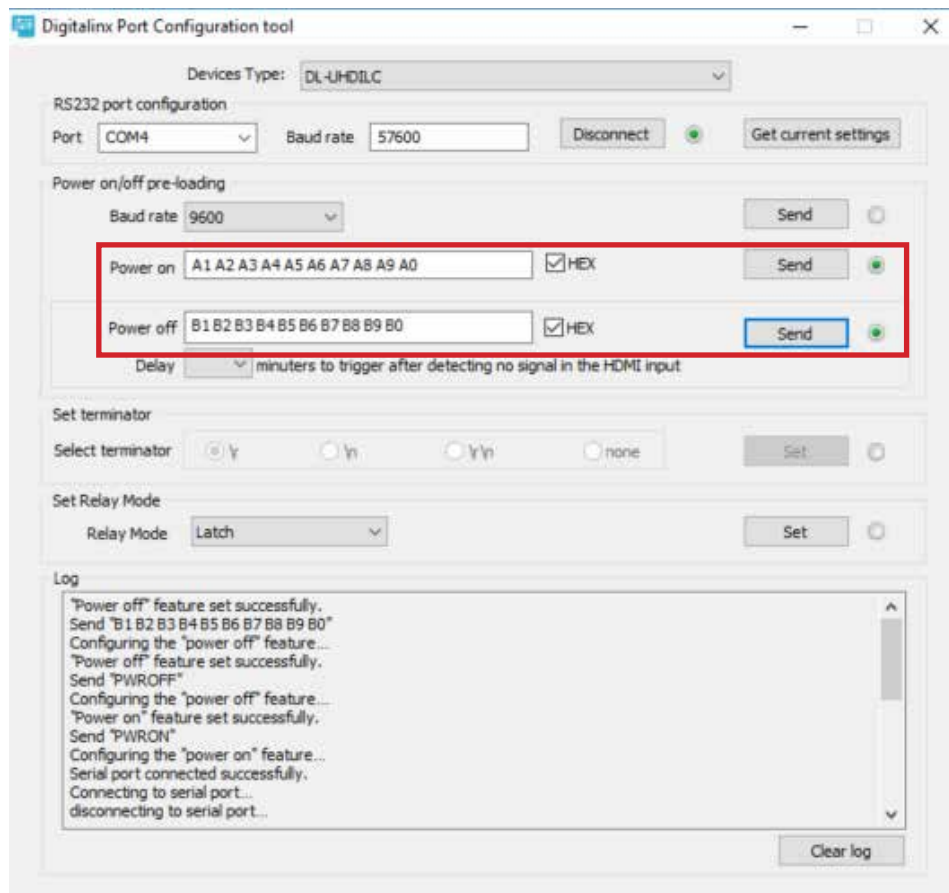 Digitalinx Port Configuration tool
Devices Type: DL-UHDILC
RS232 port configuration
Port COM4 Baud rate 57600 Disconnect Get current settings
Power on/off pre-loading
Baud rate 9600 Send
Power on A1 A2 A3 A4 A5 A6 A7 A8 A9 A0 HEX Send
Power off B1 B2 B3 B4 B5 B6 B7 B8 B9 B0 HEX Send
Delay minuters to trigger after detecting no signal in the HDMI input
Set terminator
Select terminator \r \n \r\n none Set
Set Relay Mode
Relay Mode Latch Set
Log
"Power off" feature set successfully.
Send "B1 B2 B3 B4 B5 B6 B7 B8 B9 B0"
Configuring the "power off" feature...
"Power off" feature set successfully.
Send "PWROFF"
Configuring the "power off" feature...
"Power on" feature set successfully.
Send "PWRON"
Configuring the "power on" feature...
Serial port connected successfully.
Connecting to serial port...
disconnecting to serial port...
Clear log